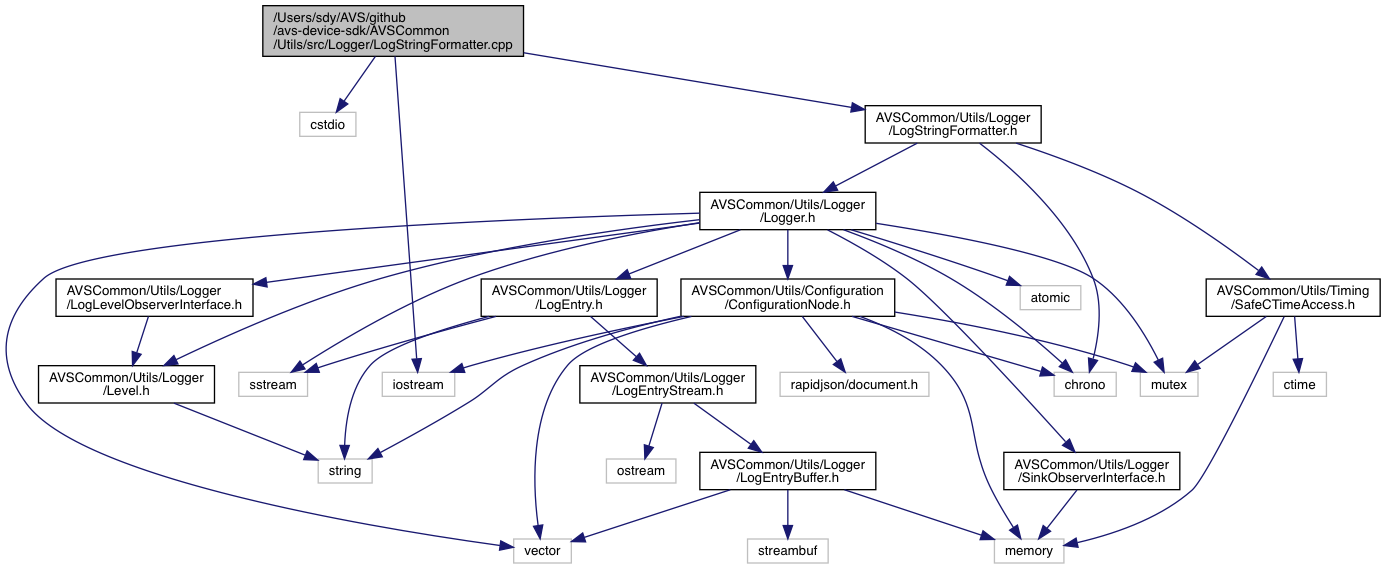 /Users/sdy/AVS/github
/avs-device-sdk/AVSCommon
/Utils/src/Logger/LogStringFormatter.cpp
cstdio
AVSCommon/Utils/Logger
/LogStringFormatter.h
AVSCommon/Utils/Logger
/Logger.h
AVSCommon/Utils/Logger
/LogLevelObserverInterface.h
AVSCommon/Utils/Logger
/LogEntry.h
AVSCommon/Utils/Configuration
/ConfigurationNode.h
atomic
AVSCommon/Utils/Timing
/SafeCTimeAccess.h
AVSCommon/Utils/Logger
/Level.h
sstream
iostream
AVSCommon/Utils/Logger
/LogEntryStream.h
rapidjson/document.h
chrono
mutex
ctime
string
ostream
AVSCommon/Utils/Logger
/LogEntryBuffer.h
AVSCommon/Utils/Logger
/SinkObserverInterface.h
vector
streambuf
memory